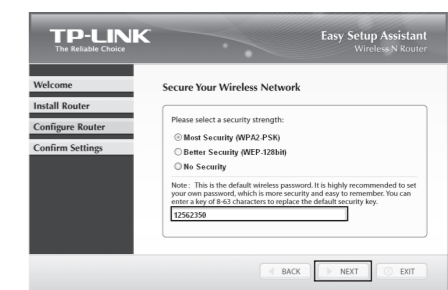 TP-LINK
The Reliable Choice
Easy Setup Assistant
Wireless N Router
Welcome
Install Router
Configure Router
Confirm Settings
Secure Your Wireless Network
Please select a security strength:
Most Security (WPA2-PSK)
Better Security (WEP-128bit)
No Security
Note: This is the default wireless password. It is highly recommended to set
your own password, which is more security and easy to remember. You can
enter a key of 8-63 characters to replace the default security key.
12562350
BACK
NEXT
EXIT